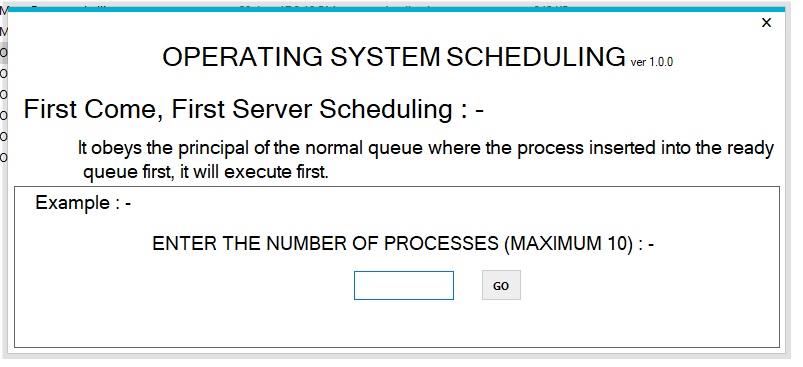 x
OPERATING SYSTEM SCHEDULING ver 1.0.0
First Come, First Server Scheduling : -
It obeys the principal of the normal queue where the process inserted into the ready
queue first, it will execute first.
Example : -
ENTER THE NUMBER OF PROCESSES (MAXIMUM 10) : -
GO